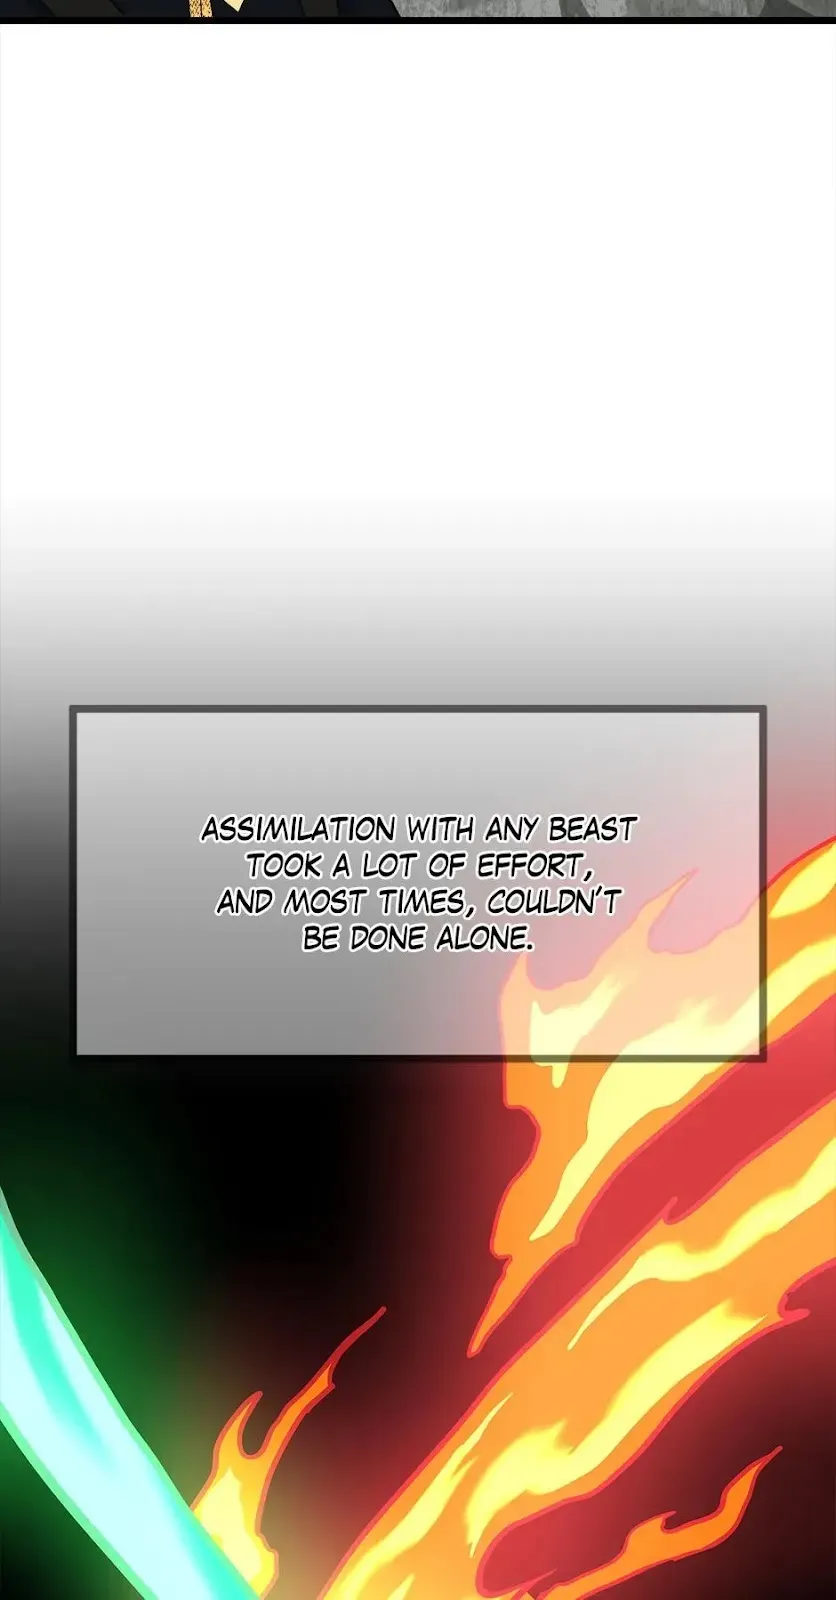 ASSIMILATION WITH ANY BEAST
TOOK A LOT OF EFFORT,
AND MOST TIMES, COULDN'T
BE DONE ALONE.